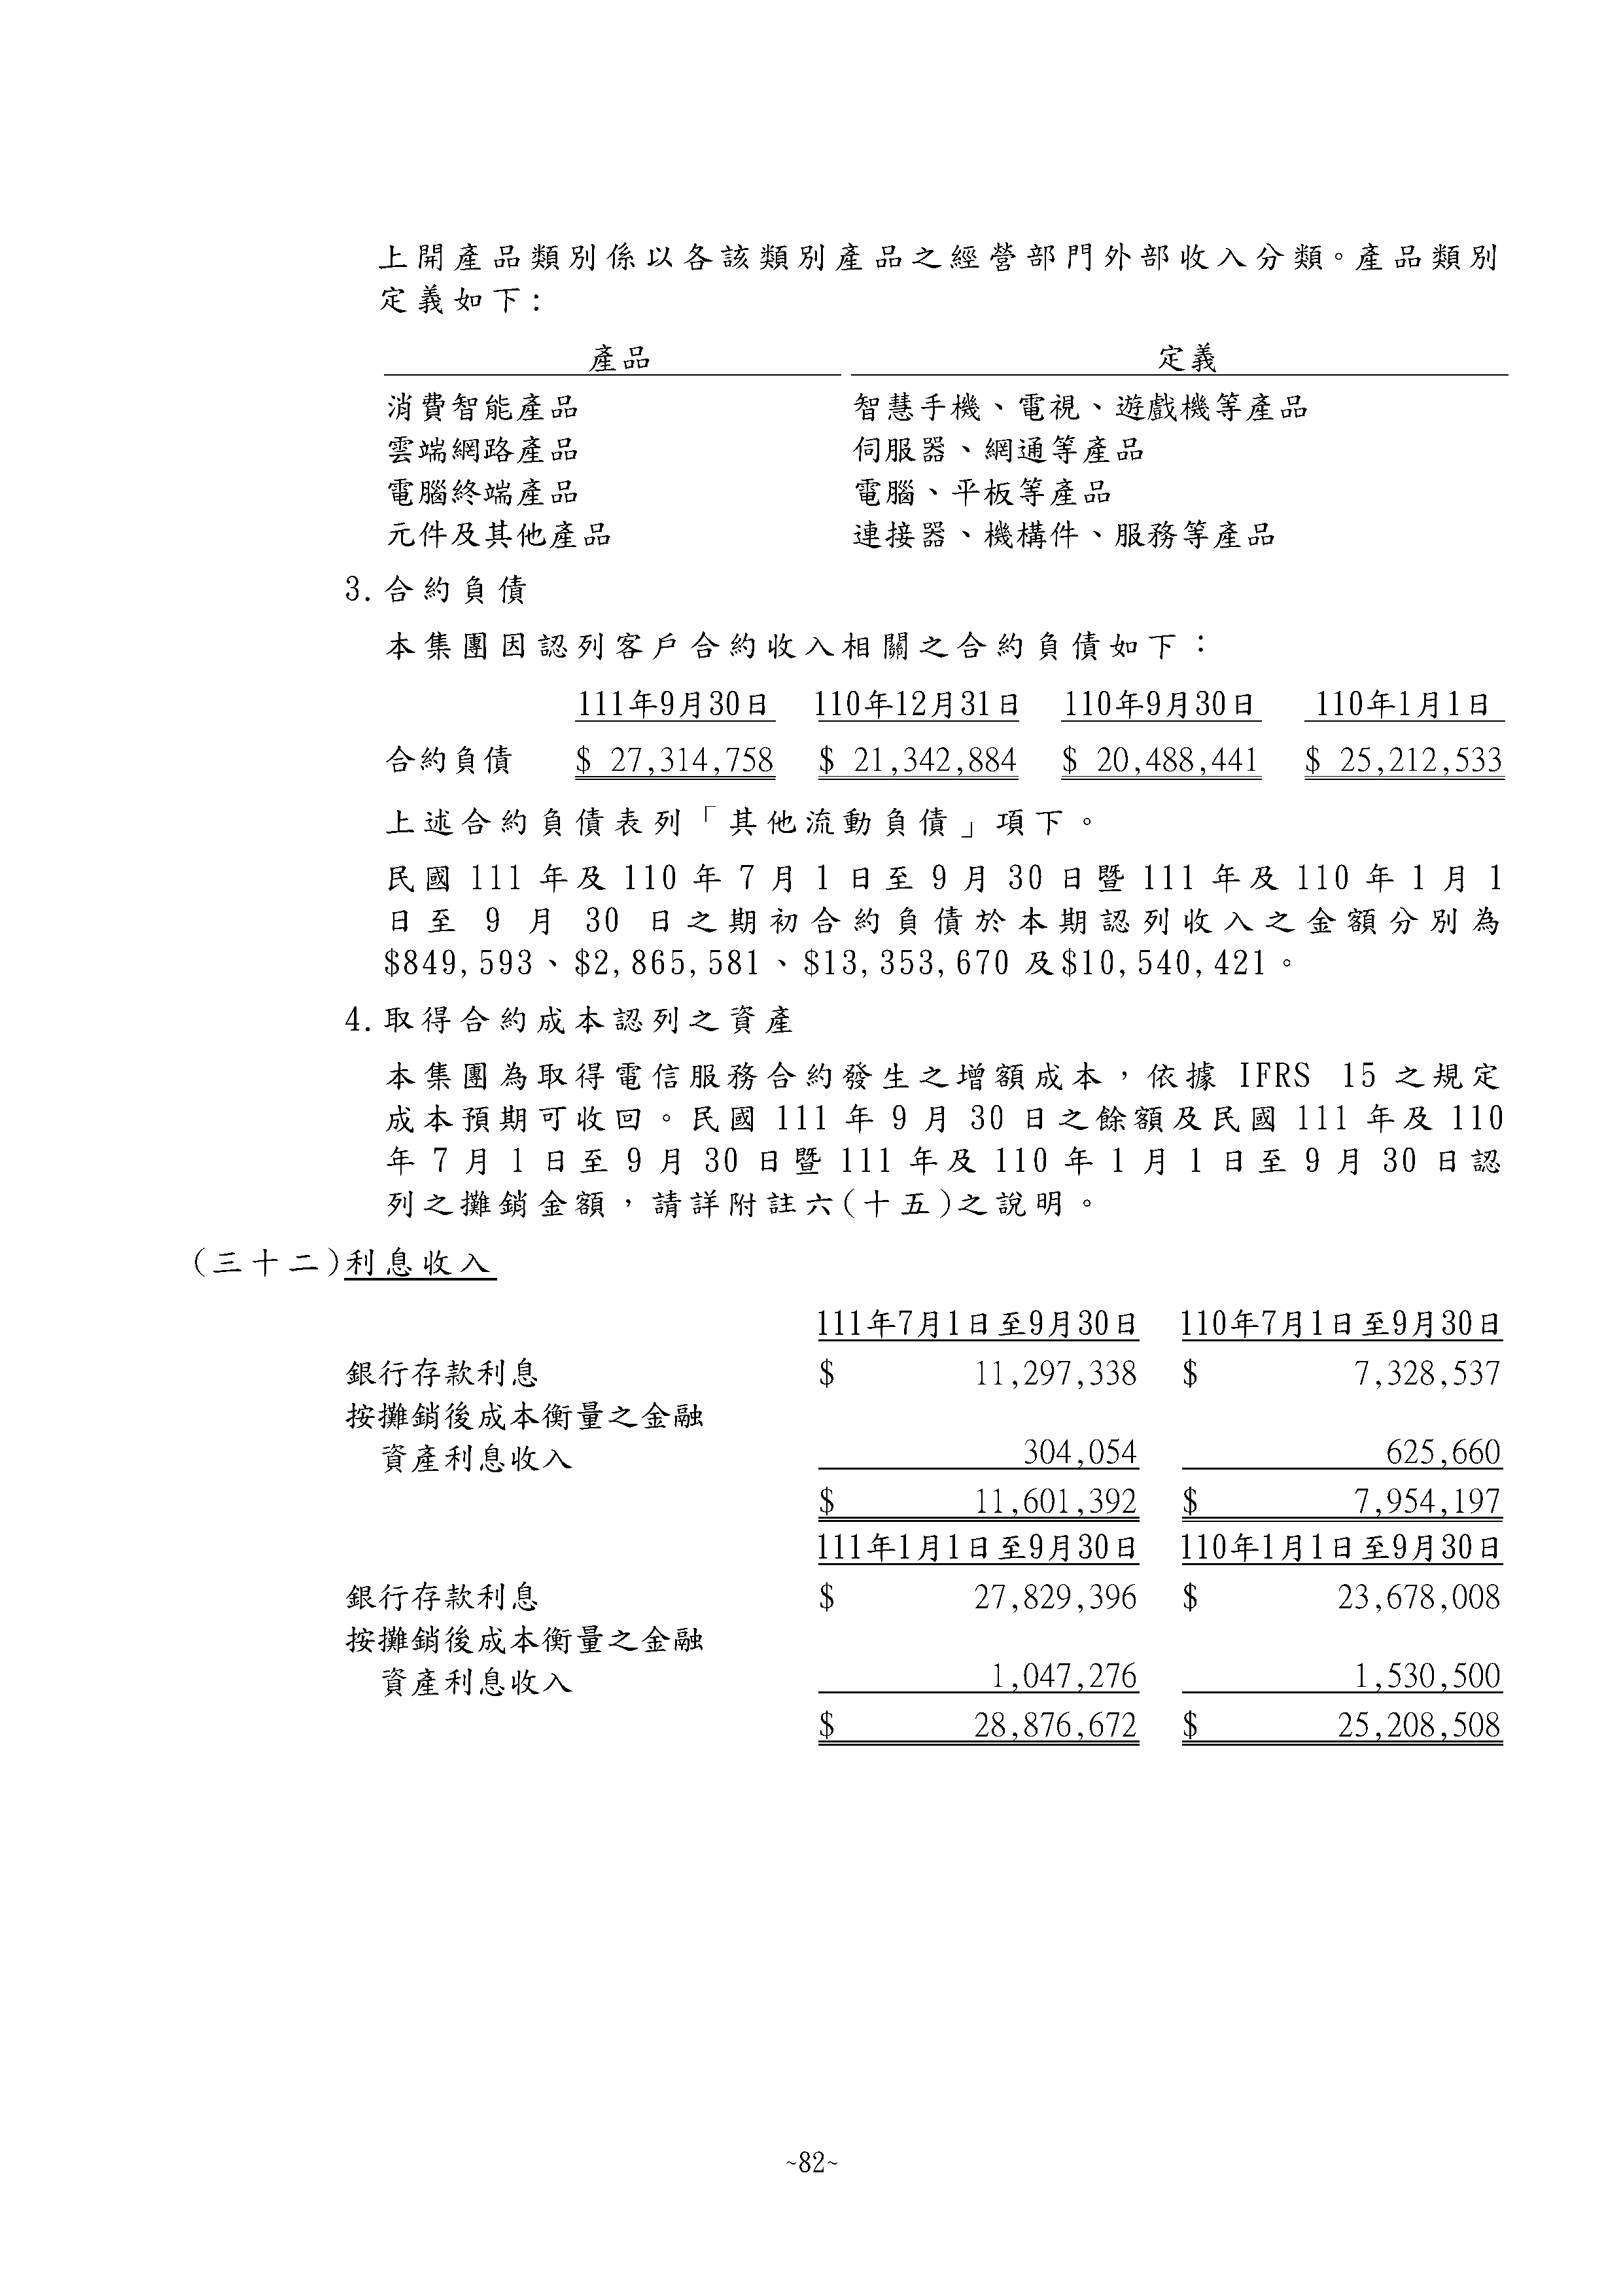 上開產品類別係以各該類別產品之經營部門外部收入分類。產品類別
定義如下:
產品 定義
消費智能產品 智慧手機、電視、遊戲機等產品
雲端網路產品 伺服器、網通等產品
電腦終端產品 電腦、平板等產品
元件及其他產品 連接器、機構件、服務等產品
3.合約負債
本集團因認列客戶合約收入相關之合約負債如下：
111年9月30日 110年12月31日 110年9月30日 110年1月1日
合約負債 $ 27,314,758 $ 21,342,884 $ 20,488,441 $ 25,212,533
上述合約負債表列「其他流動負債」項下。
民國 111 年及 110 年 7 月 1 日至 9 月 30 日暨 111 年及 110 年 1 月 1
日至 9 月 30 日之期初合約負債於本期認列收入之金額分別為
$849,593、$2,865,581、$13,353,670 及$10,540,421。
4.取得合約成本認列之資產
本集團為取得電信服務合約發生之增額成本，依據 IFRS 15 之規定
成本預期可收回。民國 111 年 9 月 30 日之餘額及民國 111 年及 110
年 7 月 1 日至 9 月 30 日暨 111 年及 110 年 1 月 1 日至 9 月 30 日認
列之攤銷金額，請詳附註六(十五)之說明。
(三十二)利息收入
111年7月1日至9月30日 110年7月1日至9月30日
銀行存款利息 $ 11,297,338 $ 7,328,537
按攤銷後成本衡量之金融
資產利息收入 304,054 625,660
$ 11,601,392 $ 7,954,197
111年1月1日至9月30日 110年1月1日至9月30日
銀行存款利息 $ 27,829,396 $ 23,678,008
按攤銷後成本衡量之金融
資產利息收入 1,047,276 1,530,500
$ 28,876,672 $ 25,208,508
~82~